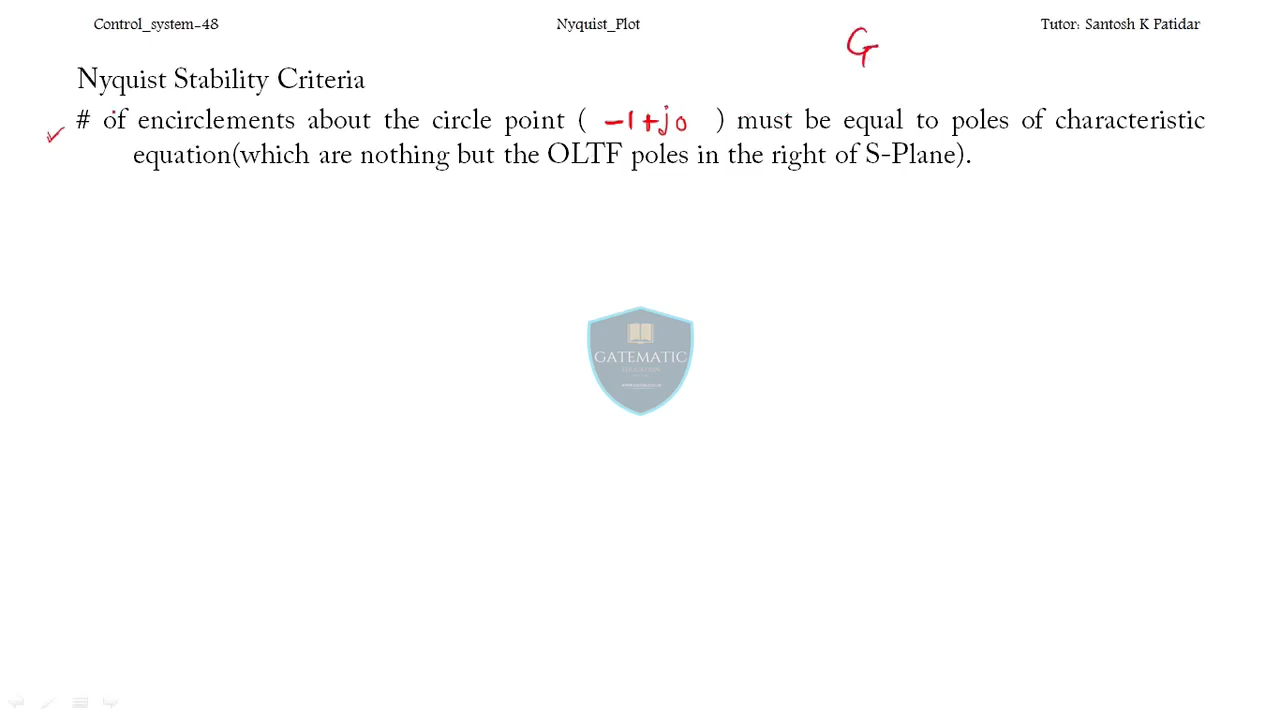 Control_system-48 Nyquist_Plot Tutor: Santosh K Patidar
G
Nyquist Stability Criteria
# of encirclements about the circle point ( -1+j0 ) must be equal to poles of characteristic
equation(which are nothing but the OLTF poles in the right of S-Plane).
GATEMATIC